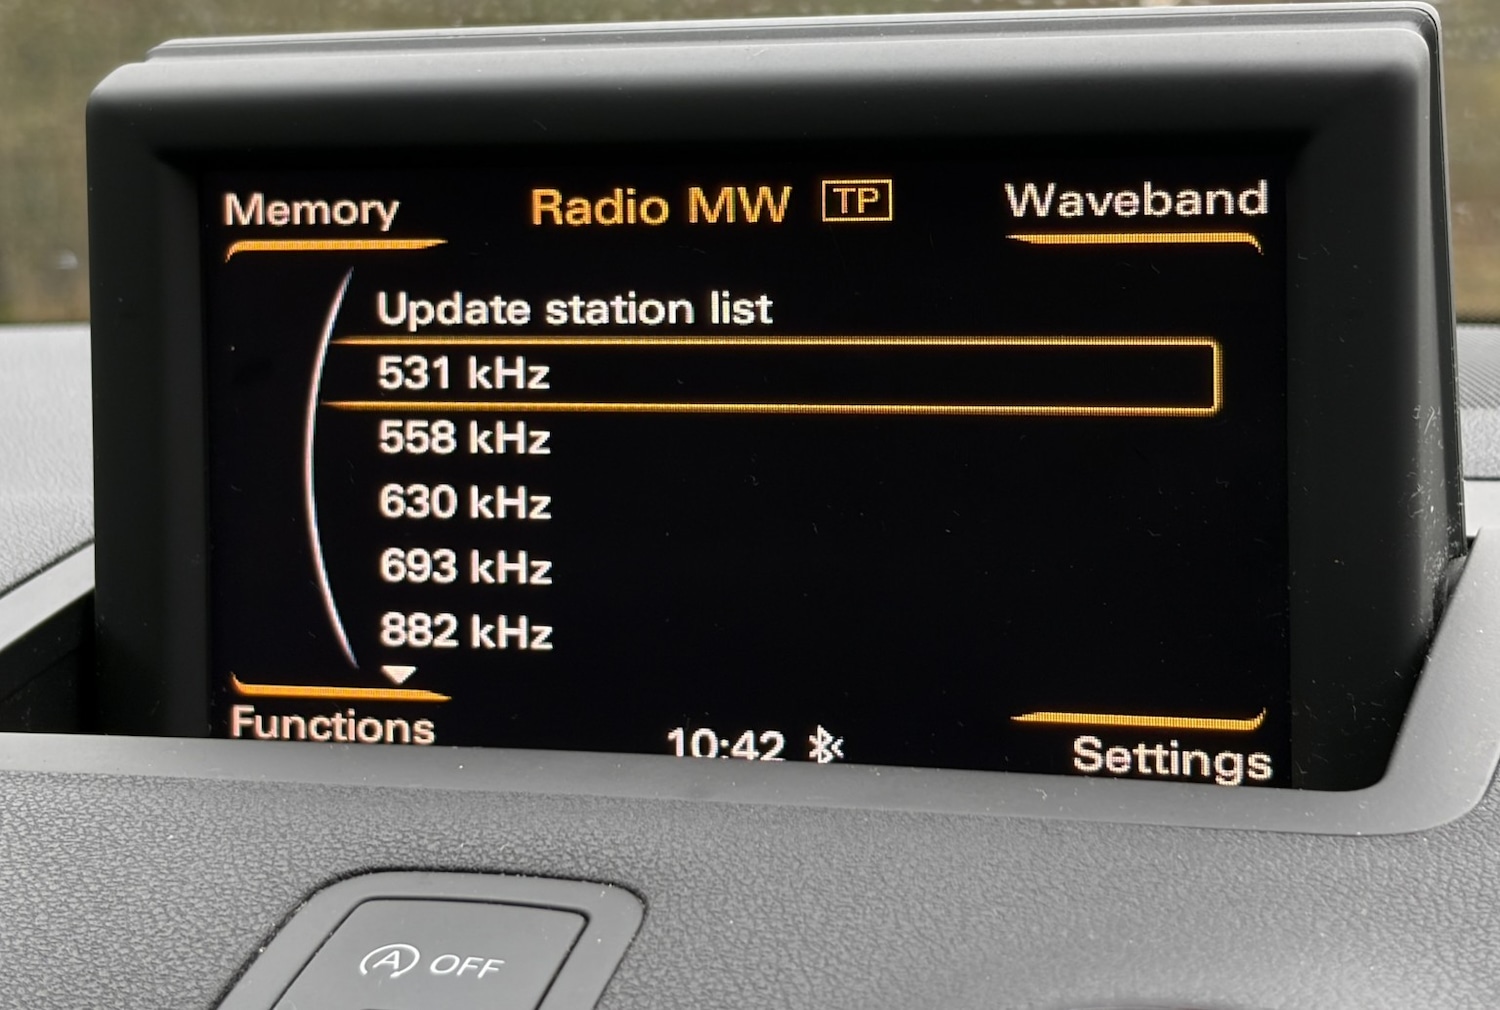 Memory
Radio MW TP
Waveband
Update station list
531 kHz
558 kHz
630 kHz
693 kHz
882 kHz
Functions
10:42
Settings
A OFF